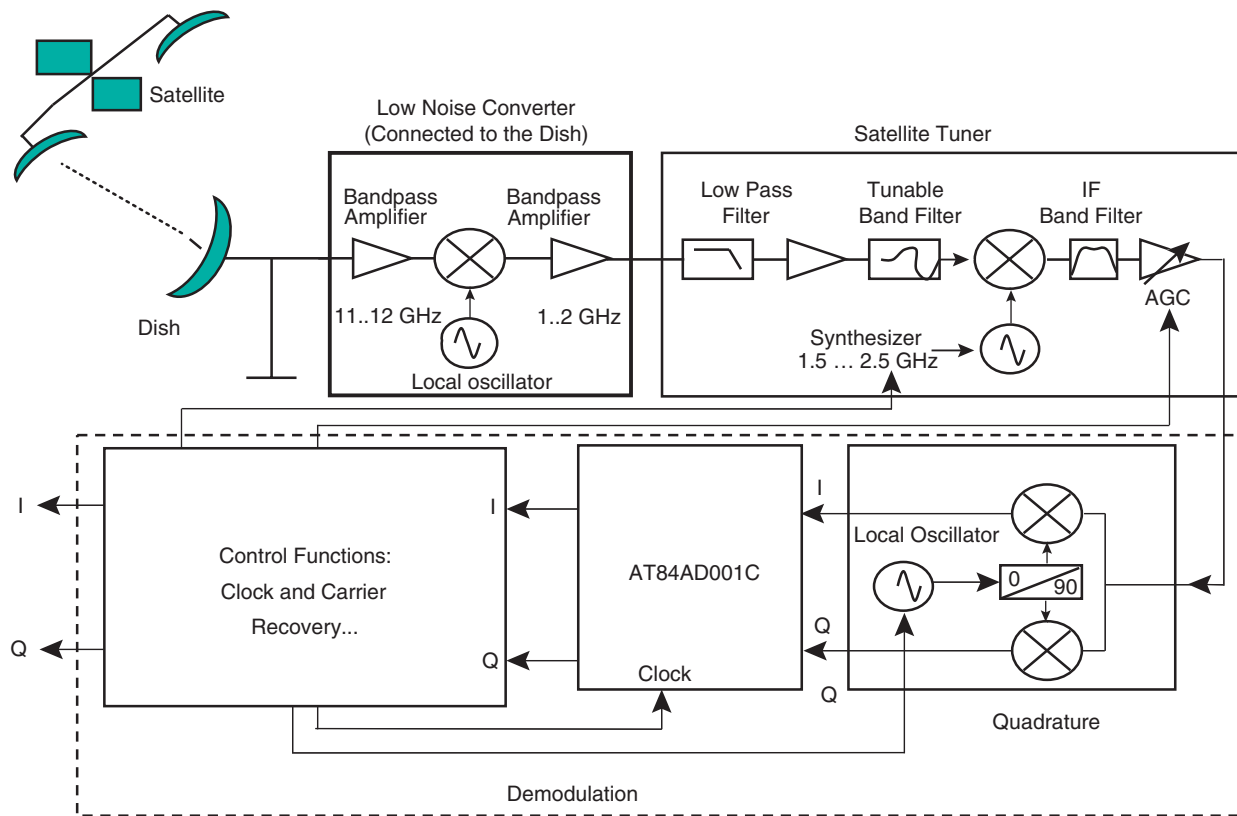 Satellite
Dish
Low Noise Converter
(Connected to the Dish)
Bandpass
Amplifier
Bandpass
Amplifier
11..12 GHz
1..2 GHz
Local oscillator
Satellite Tuner
Low Pass
Filter
Tunable
Band Filter
IF
Band Filter
AGC
Synthesizer
1.5 ... 2.5 GHz
I
Q
Control Functions:
Clock and Carrier
Recovery...
I
Q
AT84AD001C
Clock
I
Q
Q
Local Oscillator
0
90
Quadrature
Demodulation